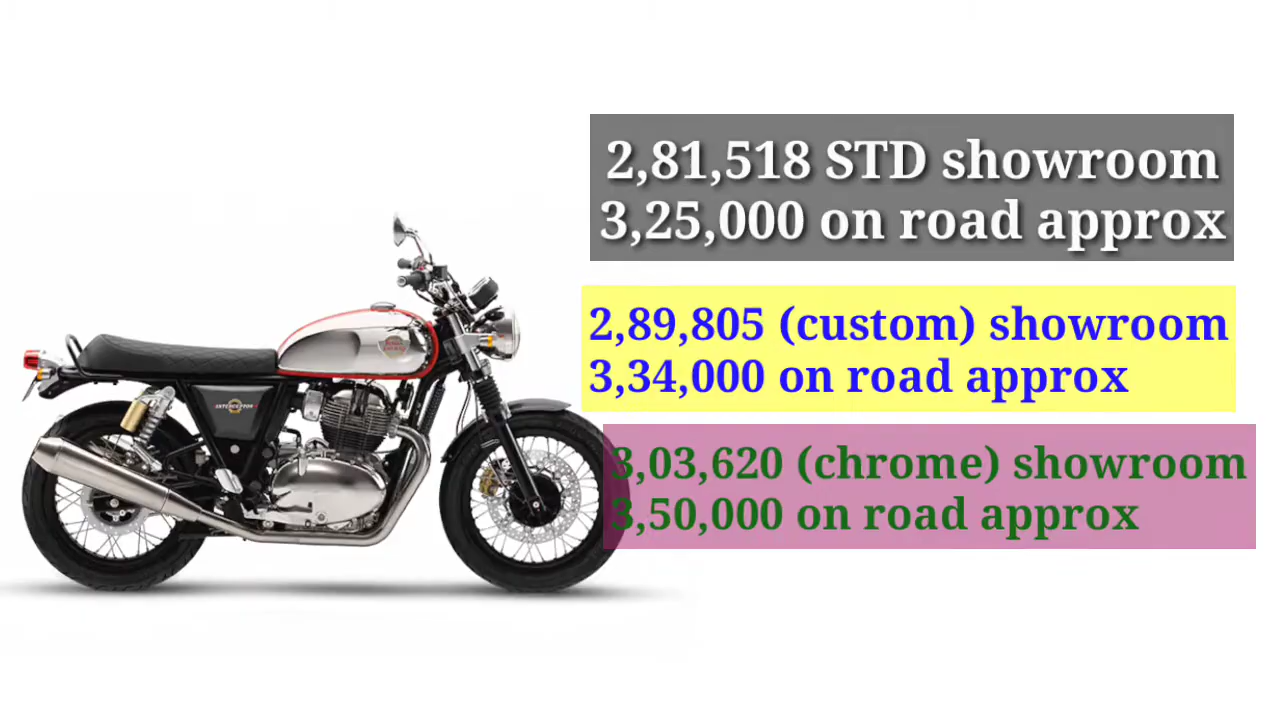 2,81,518 STD showroom
3,25,000 on road approx
2,89,805 (custom) showroom
3,34,000 on road approx
3,03,620 (chrome) showroom
3,50,000 on road approx
INTERCEPTOR